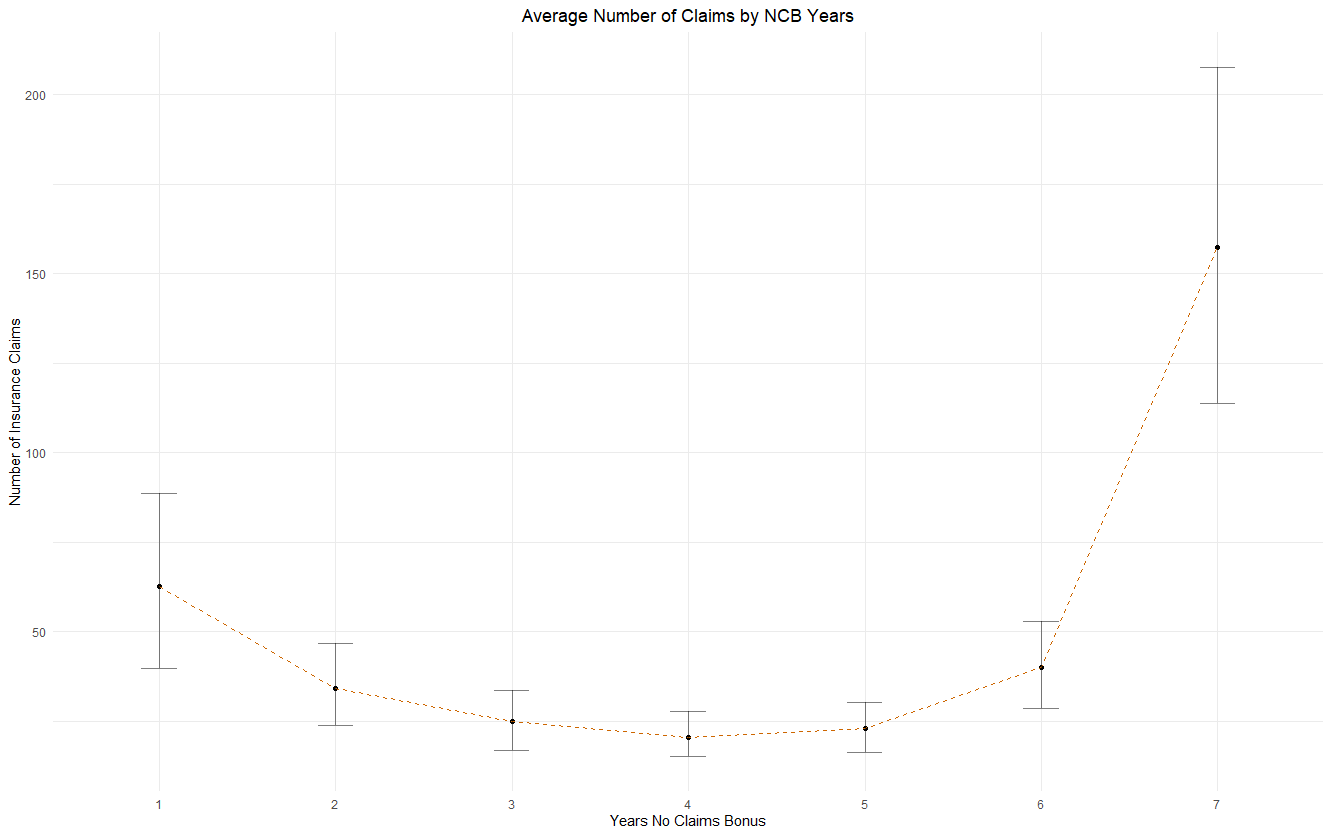 Average Number of Claims by NCB Years
Number of Insurance Claims
200
150
100
50
1 2 3 4 5 6 7
Years No Claims Bonus